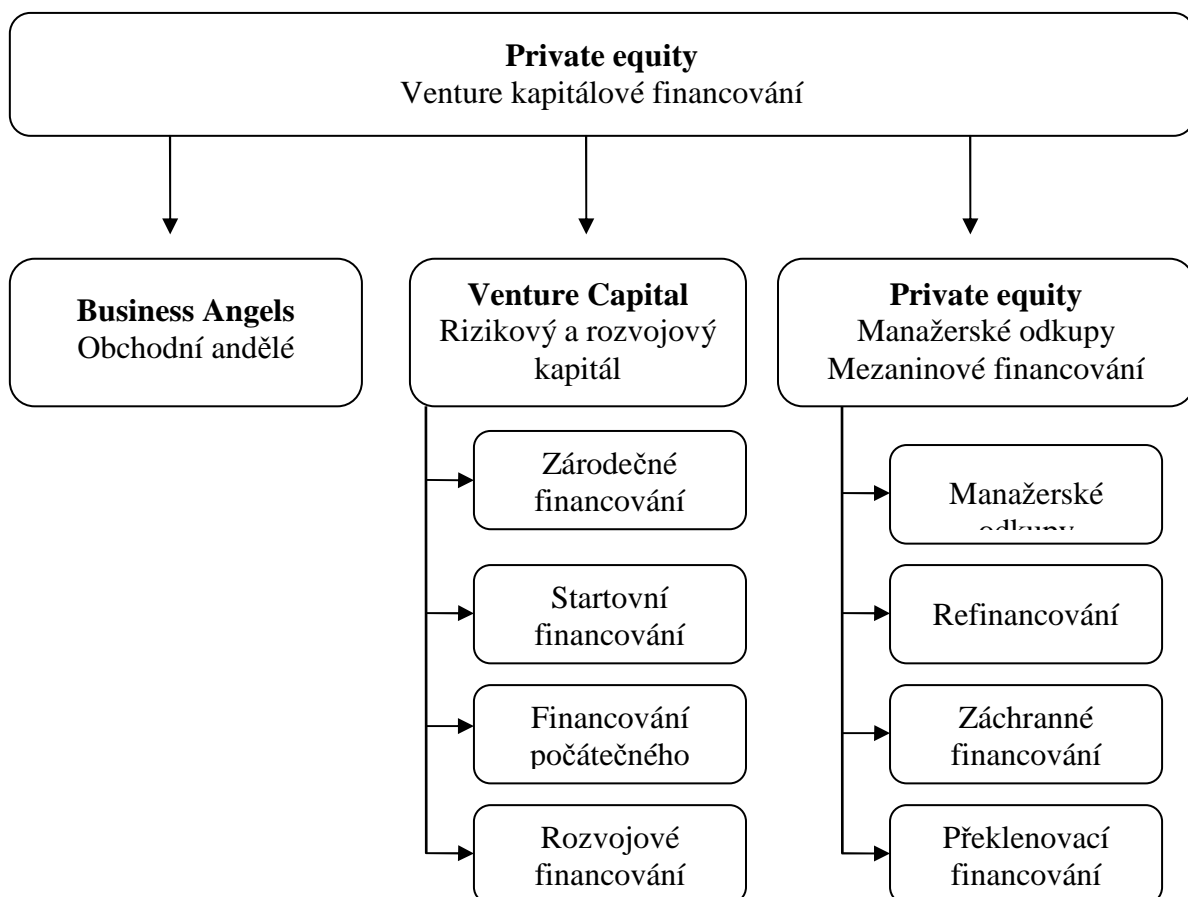 Private equity
Venture kapitálové financování
Business Angels
Obchodní andělé
Venture Capital
Rizikový a rozvojový
kapitál
Private equity
Manažerské odkupy
Mezaninové financování
Zárodečné
financování
Startovní
financování
Financování
počátečného
Rozvojové
financování
Manažerské
odkupy
Refinancování
Záchranné
financování
Překlenovací
financování